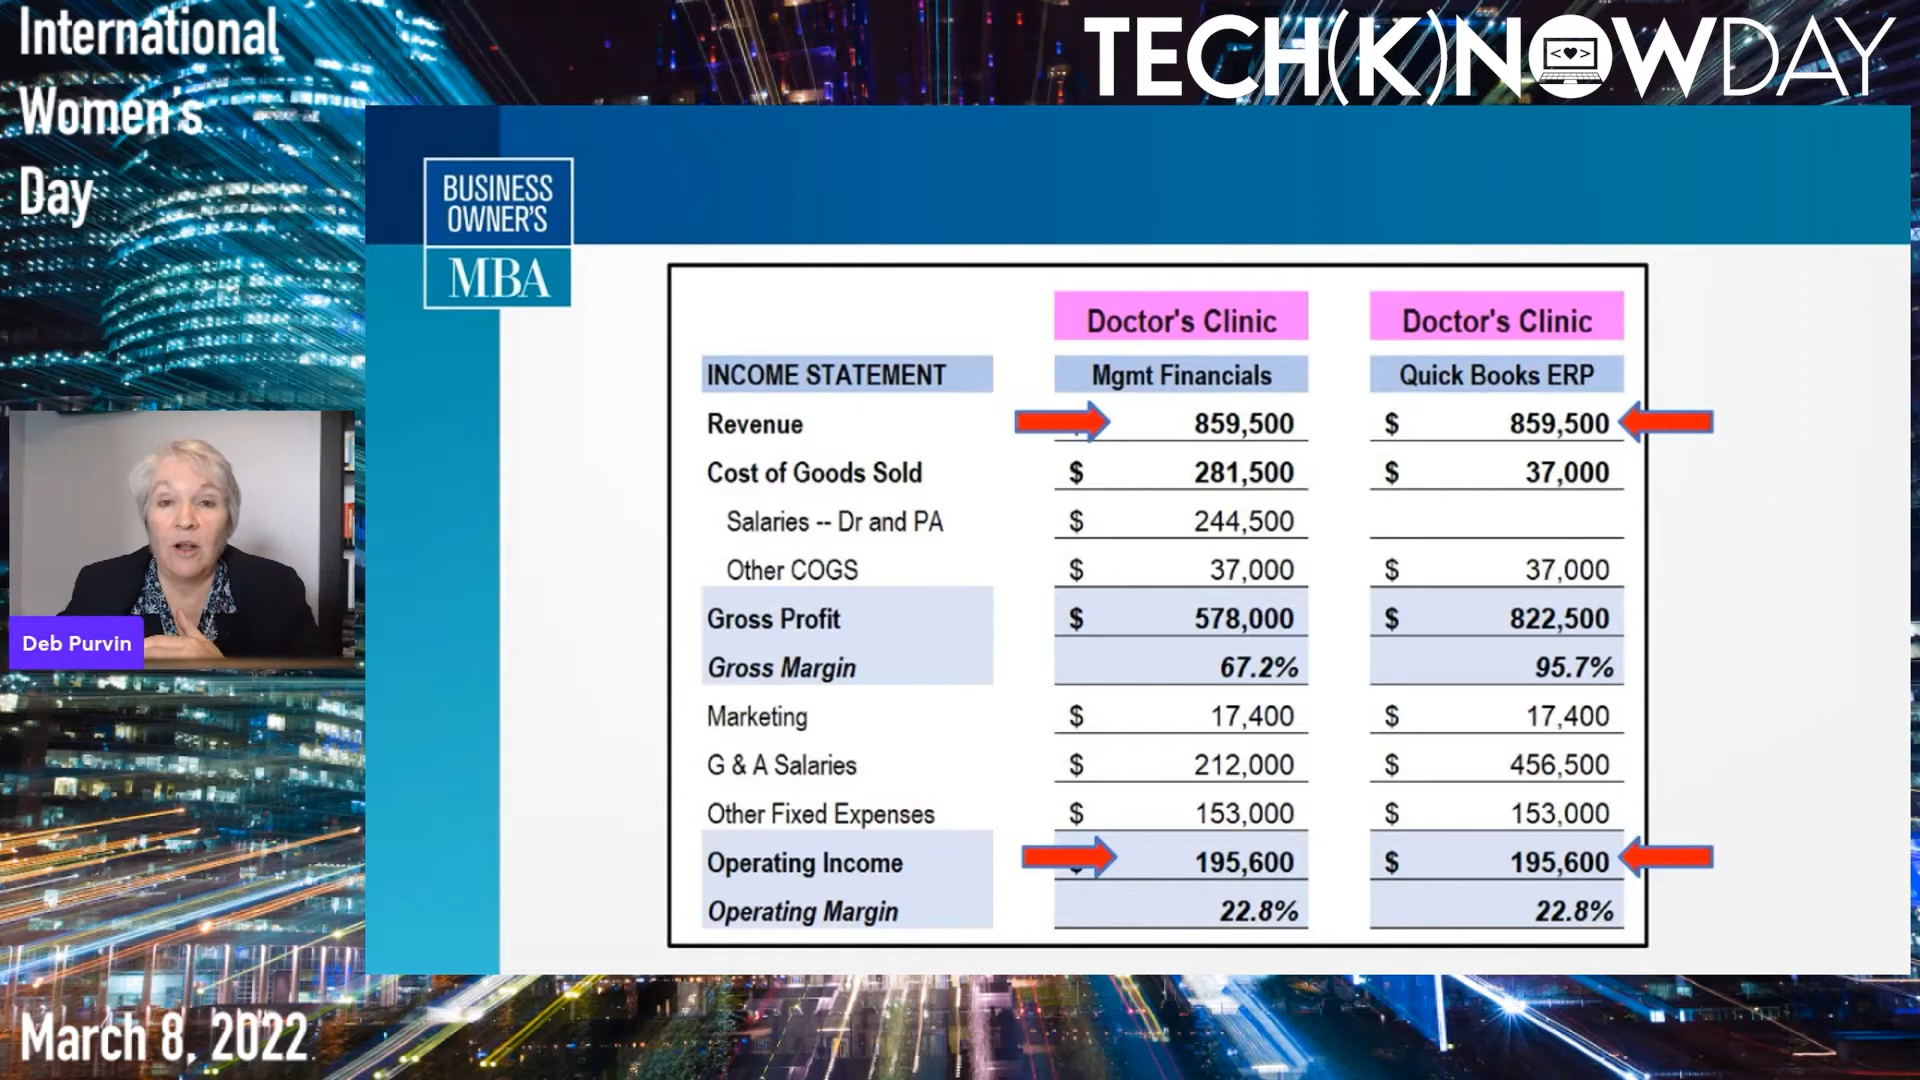 International
Women's
Day
TECH(K)NOWDAY
BUSINESS
OWNER'S
MBA
Doctor's Clinic Doctor's Clinic
INCOME STATEMENT Mgmt Financials Quick Books ERP
Revenue 859,500 $ 859,500
Cost of Goods Sold $ 281,500 $ 37,000
Salaries -- Dr and PA $ 244,500
Other COGS $ 37,000 $ 37,000
Gross Profit $ 578,000 $ 822,500
Gross Margin 67.2% 95.7%
Marketing $ 17,400 $ 17,400
G & A Salaries $ 212,000 $ 456,500
Other Fixed Expenses $ 153,000 $ 153,000
Operating Income 195,600 $ 195,600
Operating Margin 22.8% 22.8%
Deb Purvin
March 8, 2022